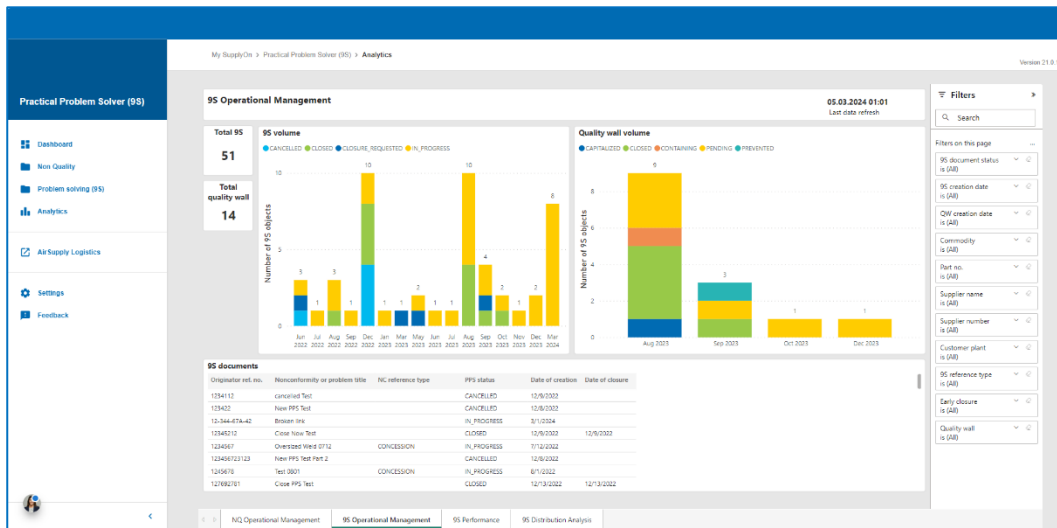 My SupplyOn > Practical Problem Solver (9S) > Analytics
Version 21.0.
Practical Problem Solver (9S)
Dashboard
Non Quality
Problem solving (9S)
Analytics
AirSupply Logistics
Settings
Feedback
9S Operational Management
05.03.2024 01:01
Last data refresh
Total 9S
51
Total quality wall
14
9S volume
CANCELLED CLOSED CLOSURE_REQUESTED IN_PROGRESS
Number of 9S objects
10
5
0
3 1 3 1 10 1 1 2 1 1 10 4 2 1 2 8
Jun Jul Aug Sep Dec Jan Mar May Jun Jul Aug Sep Oct Nov Dec Mar
2022 2022 2022 2022 2022 2023 2023 2023 2023 2023 2023 2023 2023 2023 2023 2024
Quality wall volume
CAPITALIZED CLOSED CONTAINING PENDING PREVENTED
Number of 9S objects
8
6
4
2
0
9 3 1 1
Aug 2023 Sep 2023 Oct 2023 Dec 2023
9S documents
Originator ref. no. Nonconformity or problem title NC reference type PPS status Date of creation Date of closure
1234112 cancelled Test CANCELLED 12/9/2022
123422 New PPS Test CANCELLED 12/8/2022
12-344-67A-42 Broken link IN_PROGRESS 3/1/2024
12345212 Close Now Test CLOSED 12/9/2022 12/9/2022
1234567 Oversized Weist 0712 CONCESSION IN_PROGRESS 7/12/2022
123456723123 New PPS Test Part 2 CANCELLED 12/8/2022
1245678 Test 0801 CONCESSION IN_PROGRESS 8/1/2022
127692781 Close PPS Test CLOSED 12/13/2022 12/13/2022
NQ Operational Management 9S Operational Management 9S Performance 9S Distribution Analysis
Filters
Search
Filters on this page
9S document status
is (All)
9S creation date
is (All)
QW creation date
is (All)
Commodity
is (All)
Part no.
is (All)
Supplier name
is (All)
Supplier number
is (All)
Customer plant
is (All)
9S reference type
is (All)
Early closure
is (All)
Quality wall
is (All)